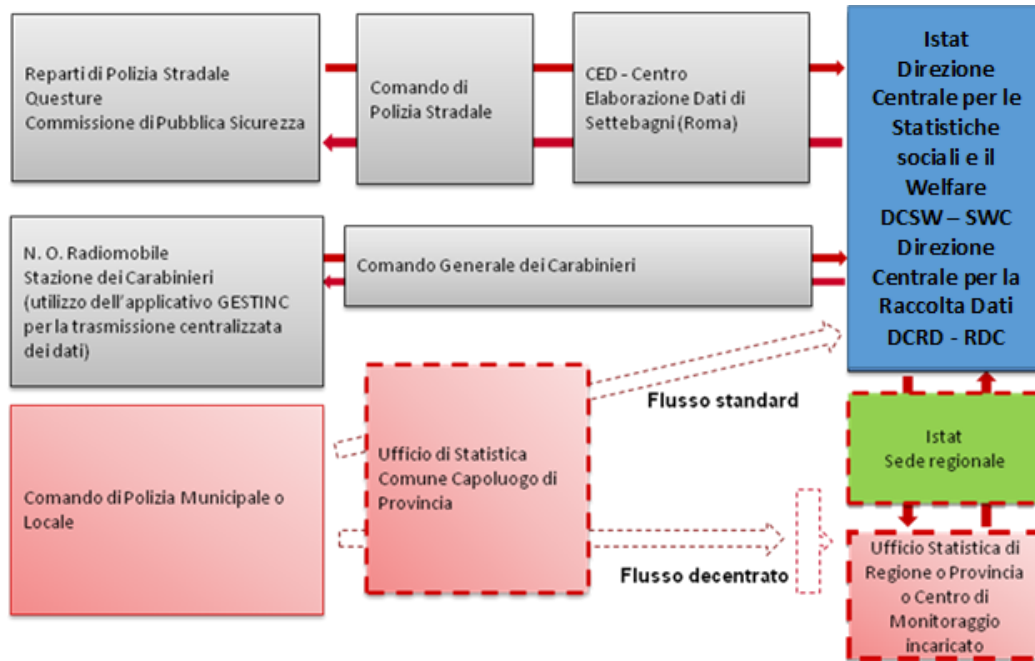 Reparti di Polizia Stradale
Questure
Commissione di Pubblica Sicurezza
Comando di
Polizia Stradale
CED - Centro
Elaborazione Dati di
Settebagni (Roma)
Istat
Direzione
Centrale per le
Statistiche
sociali e il
Welfare
DCSW – SWC
Direzione
Centrale per la
Raccolta Dati
DCRD - RDC
N. O. Radiomobile
Stazione dei Carabinieri
(utilizzo dell'applicativo GESTINC
per la trasmissione centralizzata
dei dati)
Comando Generale dei Carabinieri
Flusso standard
Comando di Polizia Municipale o
Locale
Ufficio di Statistica
Comune Capoluogo di
Provincia
Istat
Sede regionale
Flusso decentrato
Ufficio Statistica di
Regione o Provincia
o Centro di
Monitoraggio
incaricato